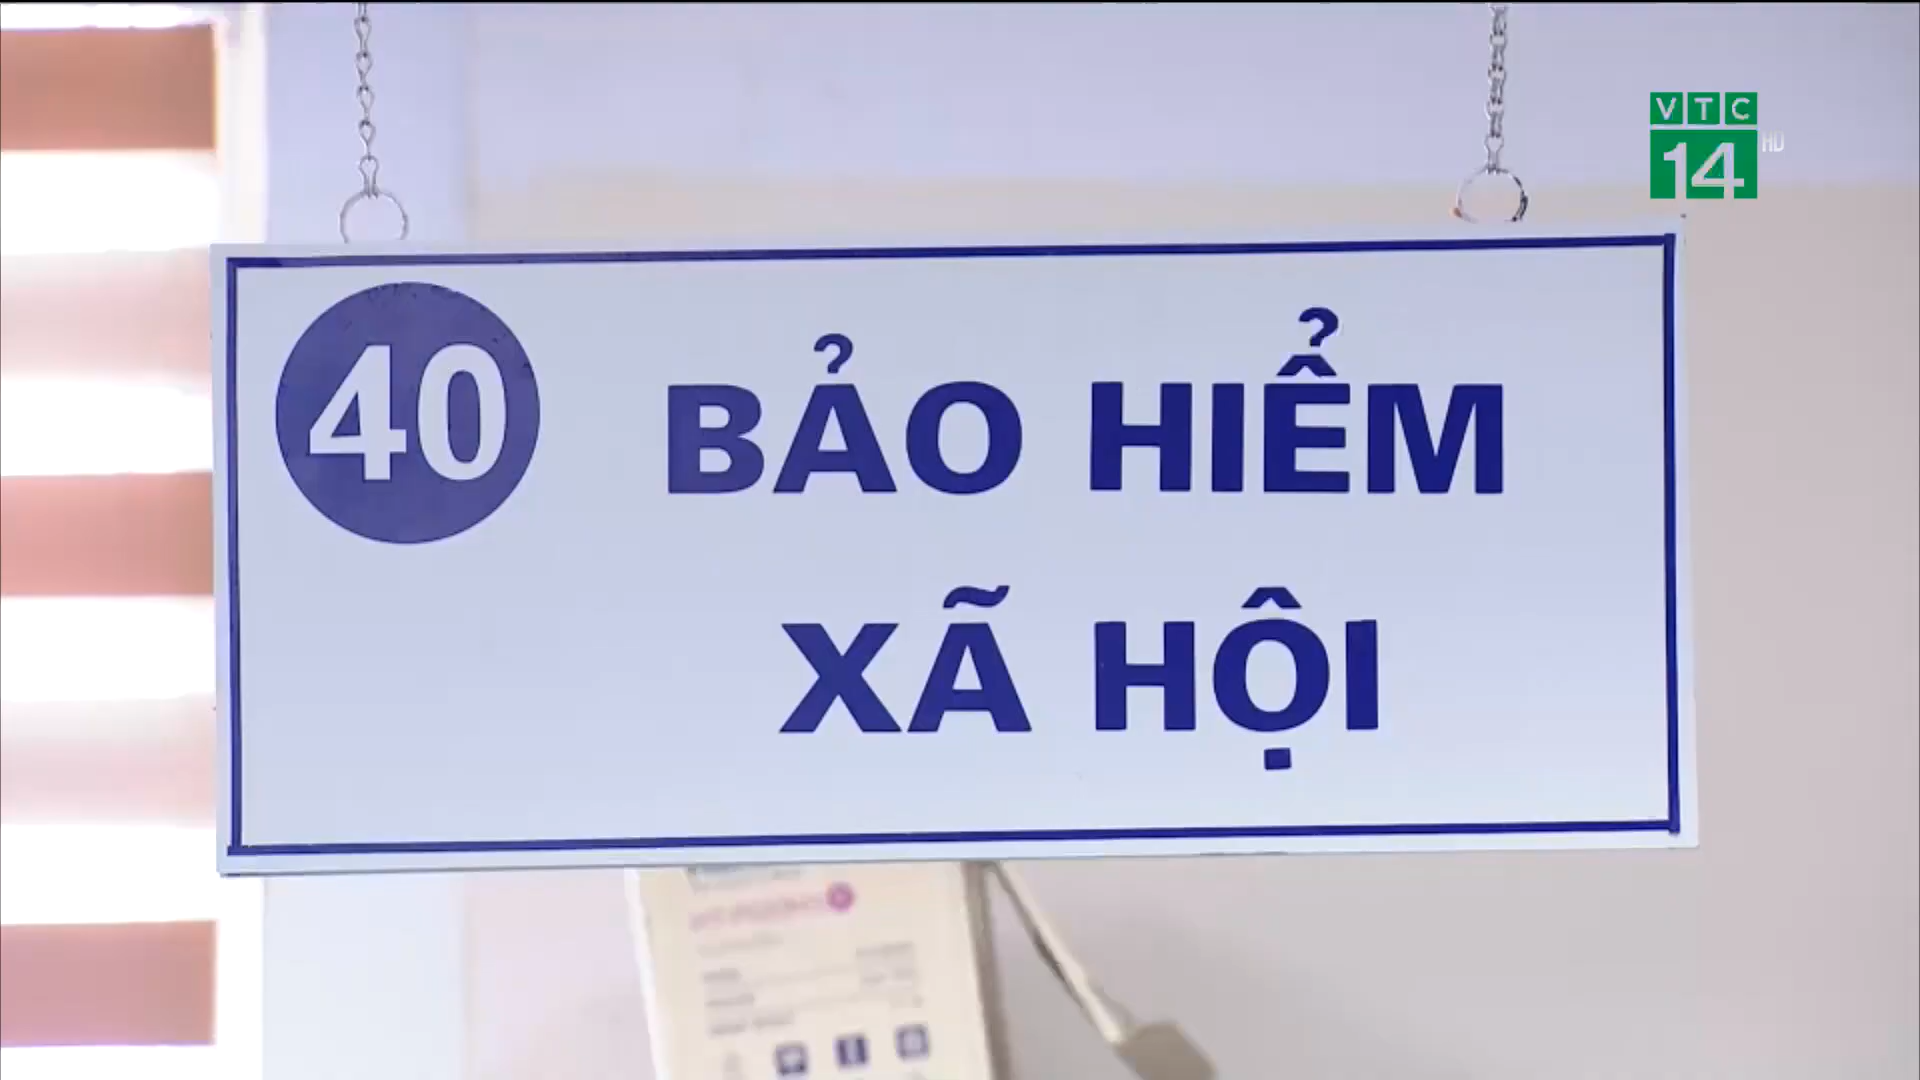 VTC
14 HD
40 BẢO HIỂM
XÃ HỘI